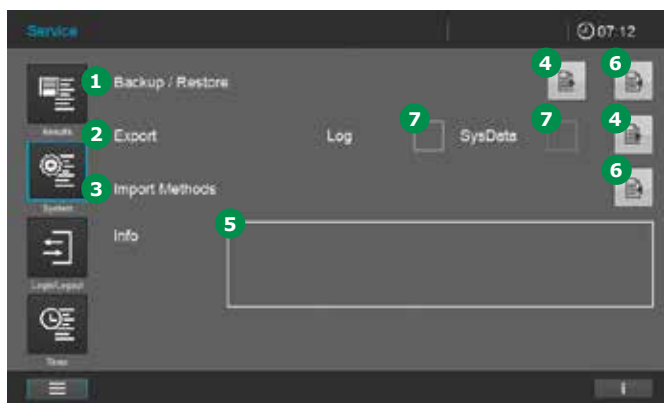 Service 07:12
4 6
1 Backup / Restore
Results
2 Export Log 7 SysData 7 4
3 Import Methods 6
System
Info 5
Login/Logout
Timer
i